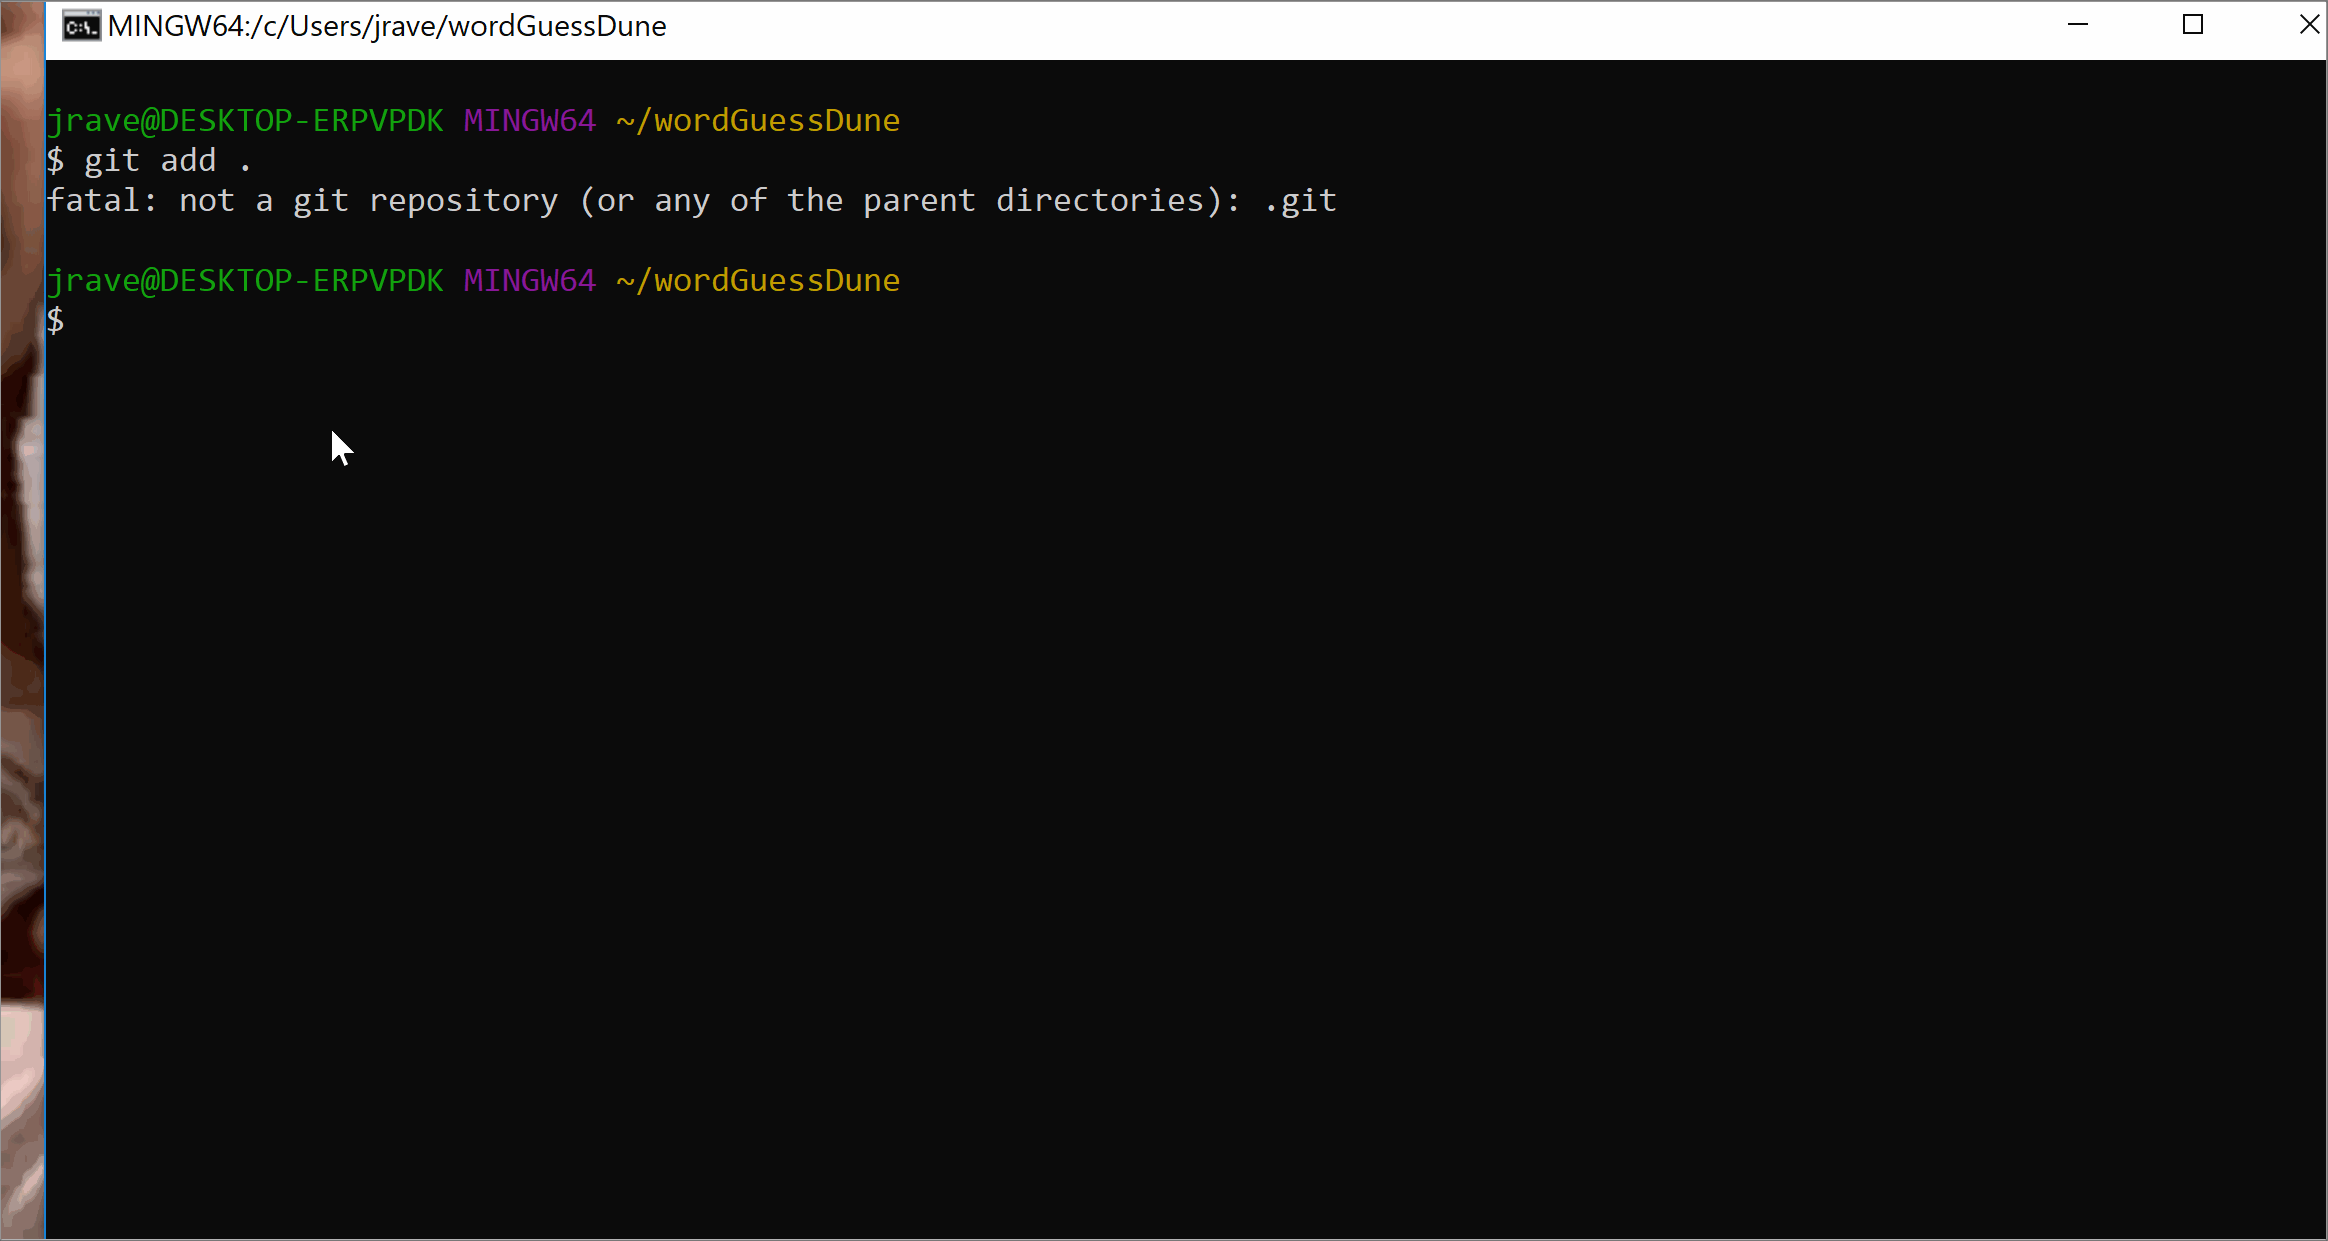 MINGW64:/c/Users/jrave/wordGuessDune
jrave@DESKTOP-ERPVPDK MINGW64 ~/wordGuessDune
$ git add .
fatal: not a git repository (or any of the parent directories): .git
jrave@DESKTOP-ERPVPDK MINGW64 ~/wordGuessDune
$